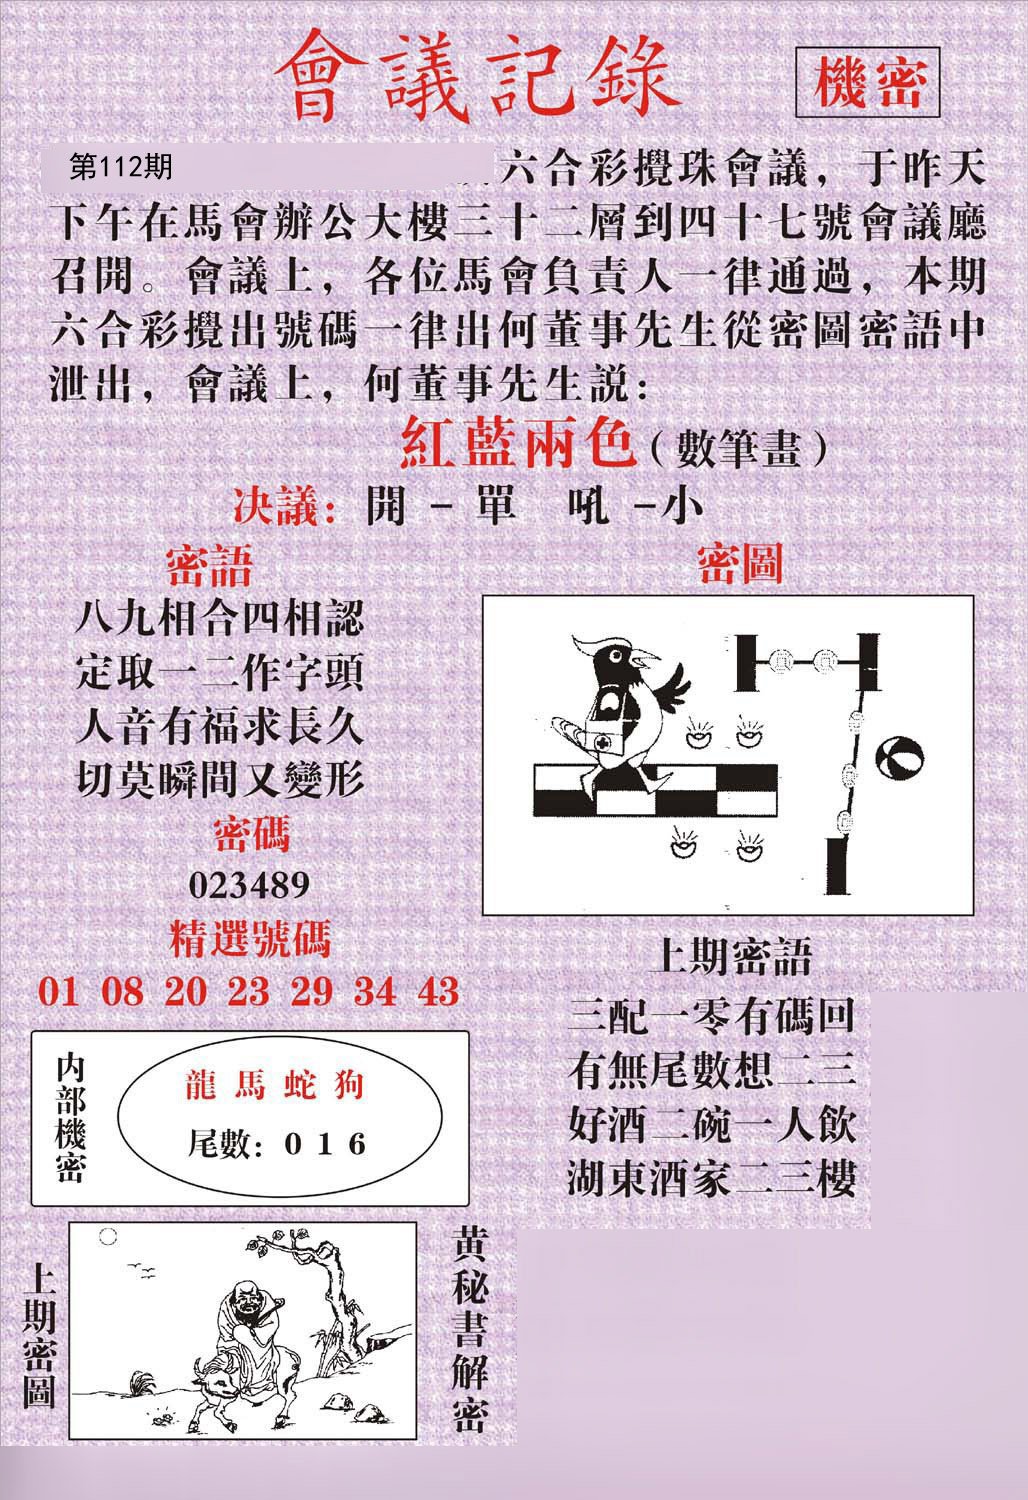 會議記錄
機密
第112期
六合彩攪珠會議，于昨天
下午在馬會辦公大樓三十二層到四十七號會議廳
召開。會議上，各位馬會負責人一律通過，本期
六合彩攪出號碼一律出何董事先生從密圖密語中
泄出，會議上，何董事先生説：
紅藍兩色（數筆畫）
决議：開－單 吼－小
密語
八九相合四相認
定取一二作字頭
人音有福求長久
切莫瞬間又變形
密碼
023489
精選號碼
01 08 20 23 29 34 43
密圖
内部機密
龍馬蛇狗
尾數：016
上期密語
三配一零有碼回
有無尾數想二三
好酒二碗一人飲
湖東酒家二三樓
上期密圖
黄秘書解密